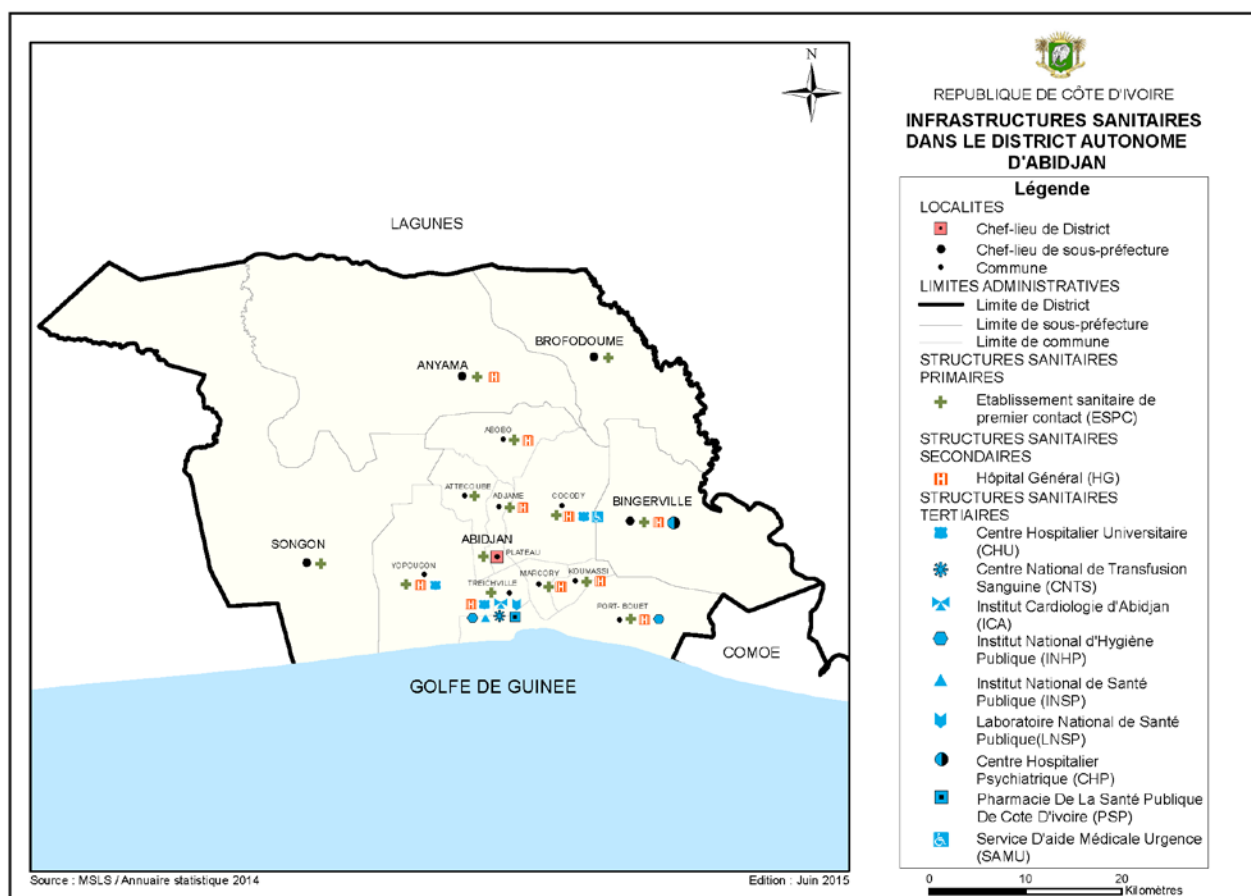 N
LAGUNES
BROFODOUME
ANYAMA
ABOBO
ATTECOUBE
ADJAME
COCODY
BINGERVILLE
ABIDJAN
PLATEAU
SONGON
YOPOUGON
TREICHVILLE
MARCORY
KOUMASSI
PORT- BOUET
COMOE
GOLFE DE GUINEE
Source : MSLS / Annuaire statistique 2014
Edition : Juin 2015
REPUBLIQUE DE CÔTE D'IVOIRE
INFRASTRUCTURES SANITAIRES
DANS LE DISTRICT AUTONOME
D'ABIDJAN
Légende
LOCALITES
Chef-lieu de District
Chef-lieu de sous-préfecture
Commune
LIMITES ADMINISTRATIVES
Limite de District
Limite de sous-préfecture
Limite de commune
STRUCTURES SANITAIRES
PRIMAIRES
Etablissement sanitaire de
premier contact (ESPC)
STRUCTURES SANITAIRES
SECONDAIRES
H Hôpital Général (HG)
STRUCTURES SANITAIRES
TERTIAIRES
Centre Hospitalier Universitaire
(CHU)
Centre National de Transfusion
Sanguine (CNTS)
Institut Cardiologie d'Abidjan
(ICA)
Institut National d'Hygiène
Publique (INHP)
Institut National de Santé
Publique (INSP)
Laboratoire National de Santé
Publique(LNSP)
Centre Hospitalier
Psychiatrique (CHP)
Pharmacie De La Santé Publique
De Cote D'ivoire (PSP)
Service D'aide Médicale Urgence
(SAMU)
0 10 20
Kilomètres